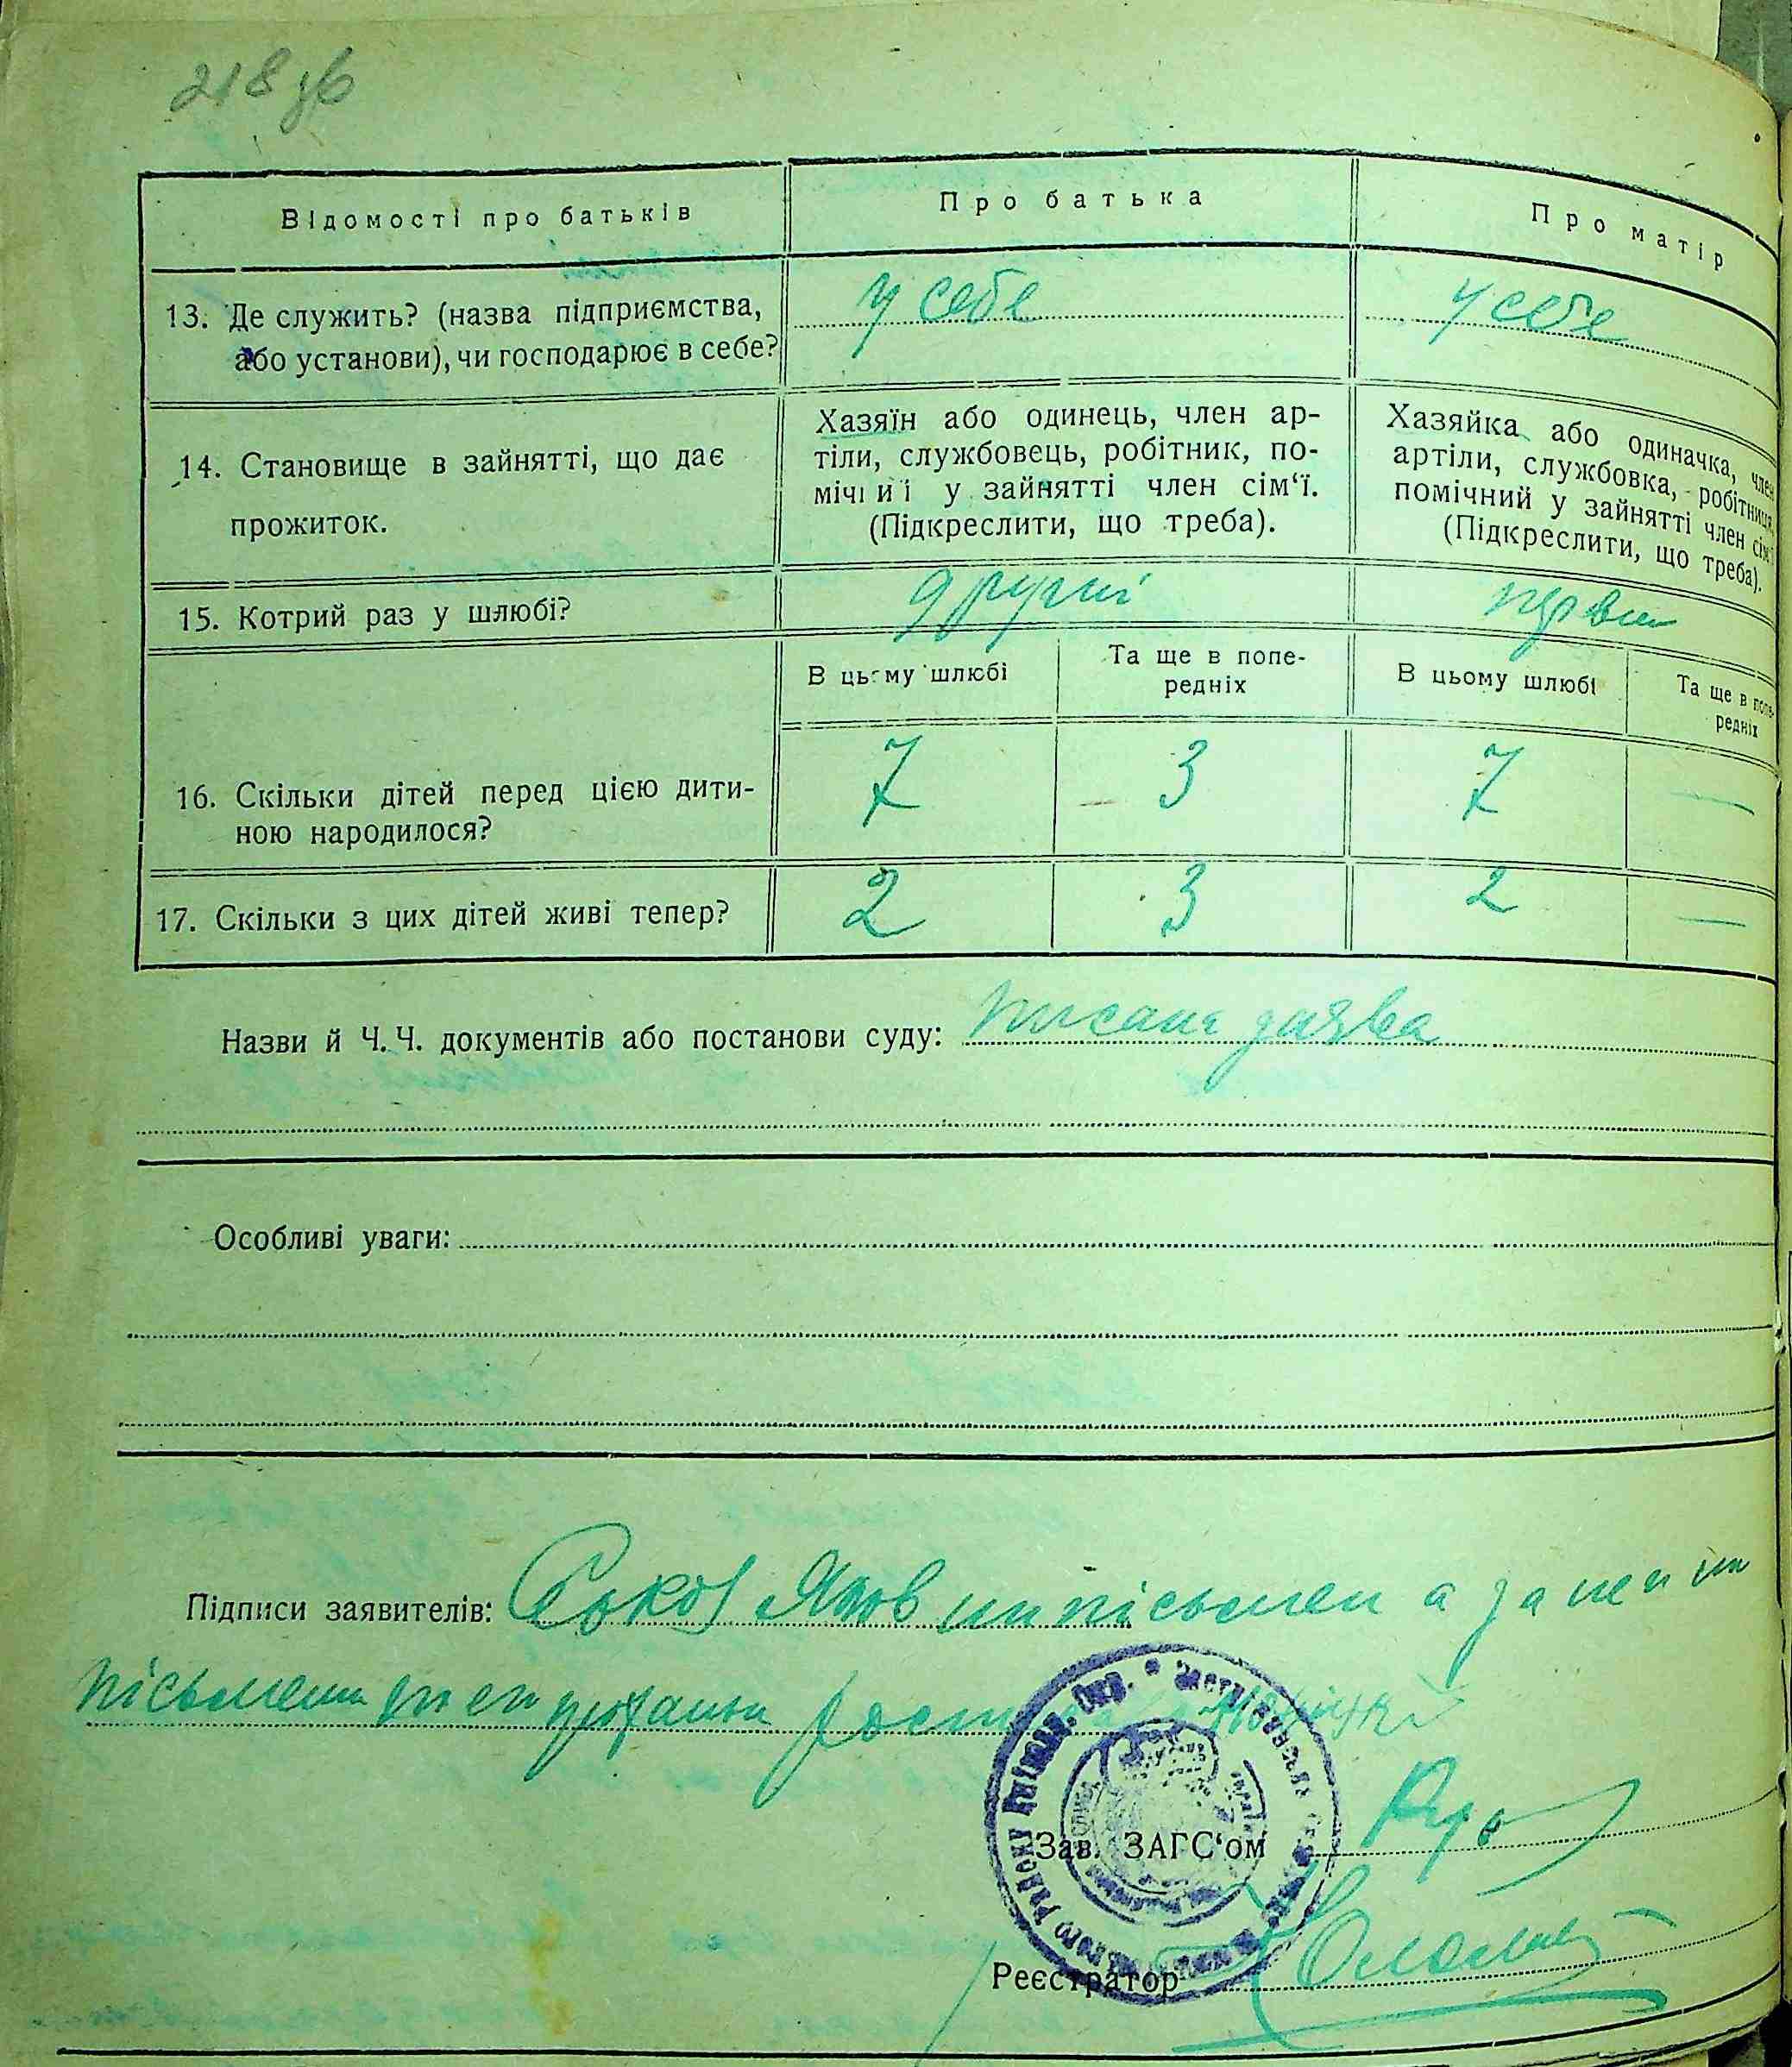 218 зв
Відомості про батьків
Про батька
Про матір
13. Де служить? (назва підприємства,
або установи), чи господарює в себе?
у себе
у себе
14. Становище в зайнятті, що дає
прожиток.
Хазяїн або одинець, член ар-
тіли, службовець, робітник, по-
мічний у зайнятті член сім‘ї.
(Підкреслити, що треба).
Хазяйка або одиначка, член
артіли, службовка, робітниця,
помічний у зайнятті член сім‘ї
(Підкреслити, що треба).
15. Котрий раз у шлюбі?
другий
В цьому шлюбі
Та ще в попе-
редніх
В цьому шлюбі
Та ще в попе-
редніх
16. Скільки дітей перед цією дити-
ною народилося?
7
3
7
—
17. Скільки з цих дітей живі тепер?
2
3
2
—
Назви й Ч.Ч. документів або постанови суду:
Особливі уваги:
Підписи заявителів: Сокол Яков
Зав. ЗАГС‘ом
Реєстратор